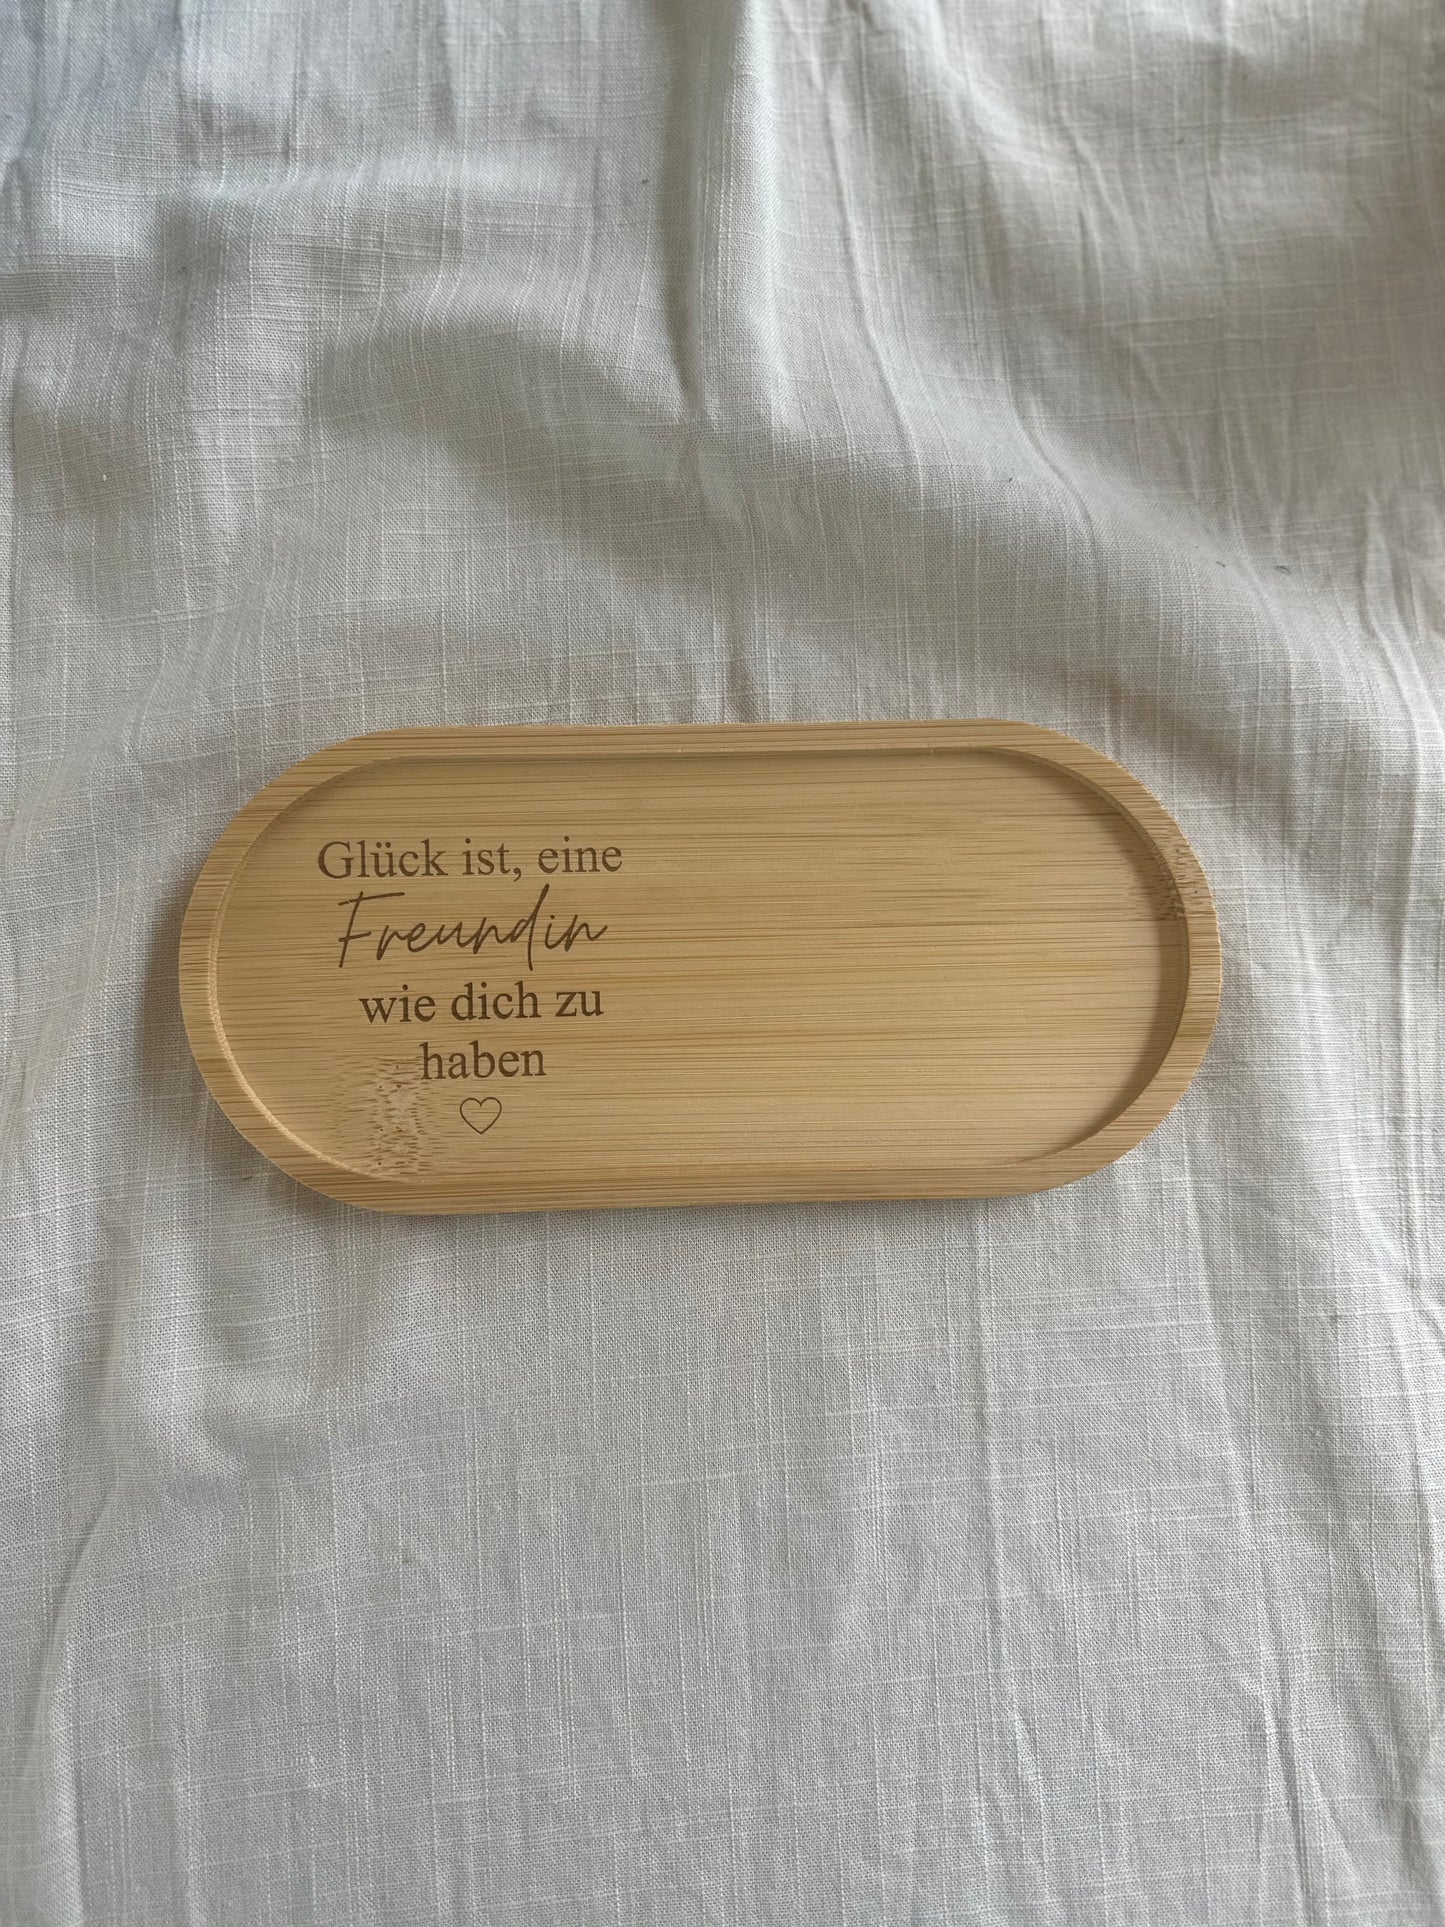 Glück ist, eine
Freundin
wie dich zu
haben